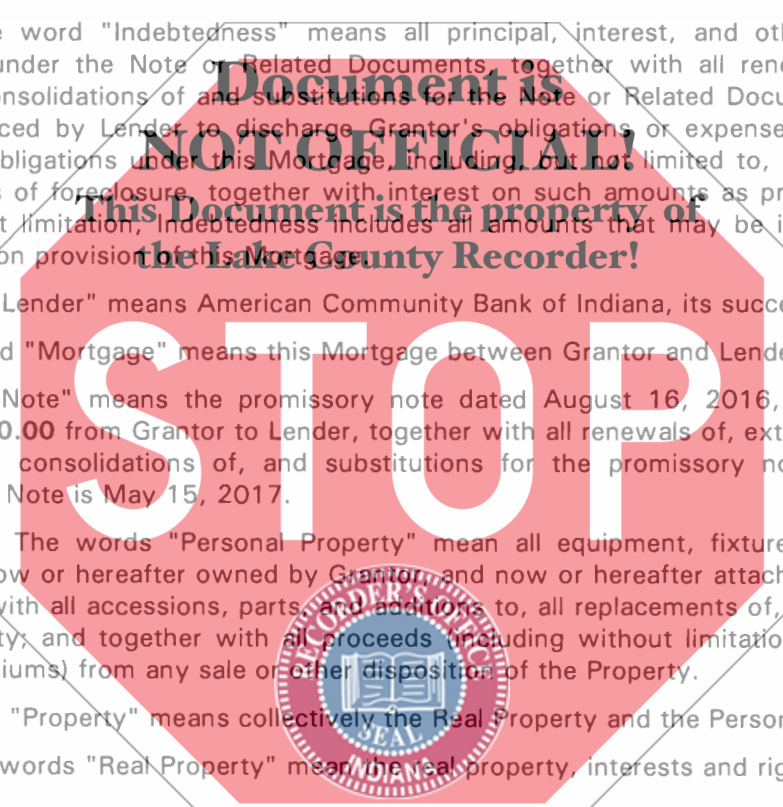 e word "Indebtedness" means all principal, interest, and oth
under the Note or Related Documents, together with all rene
onsolidations of and substitutions for the Note or Related Docu
ced by Lender to discharge Grantor's obligations or expense
bligations under this Mortgage, including, but not limited to,
s of foreclosure, together with interest on such amounts as pr
t limitation, Indebtedness includes all amounts that may be i
on provision of this Mortgage.
Document is
NOT OFFICIAL!
This Document is the property of
the Lake County Recorder!
Lender" means American Community Bank of Indiana, its succe
d "Mortgage" means this Mortgage between Grantor and Lende
Note" means the promissory note dated August 16, 2016,
0.00 from Grantor to Lender, together with all renewals of, ext
consolidations of, and substitutions for the promissory no
Note is May 15, 2017.
STOP
The words "Personal Property" mean all equipment, fixture
ow or hereafter owned by Grantor, and now or hereafter attach
with all accessions, parts, and additions to, all replacements of,
ty; and together with all proceeds (including without limitatio
iums) from any sale or other disposition of the Property.
"Property" means collectively the Real Property and the Person
words "Real Property" mean the real property, interests and rig
RECORDER'S OFFICE
SEAL
INDIANA